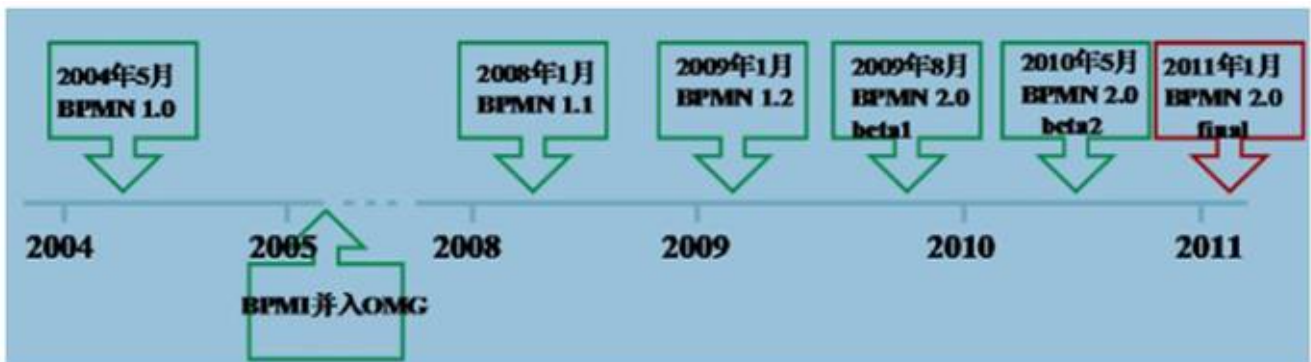 2004年5月
BPMN 1.0
2008年1月
BPMN 1.1
2009年1月
BPMN 1.2
2009年8月
BPMN 2.0
beta1
2010年5月
BPMN 2.0
beta2
2011年1月
BPMN 2.0
final
2004
2005
2008
2009
2010
2011
BPMI并入OMG